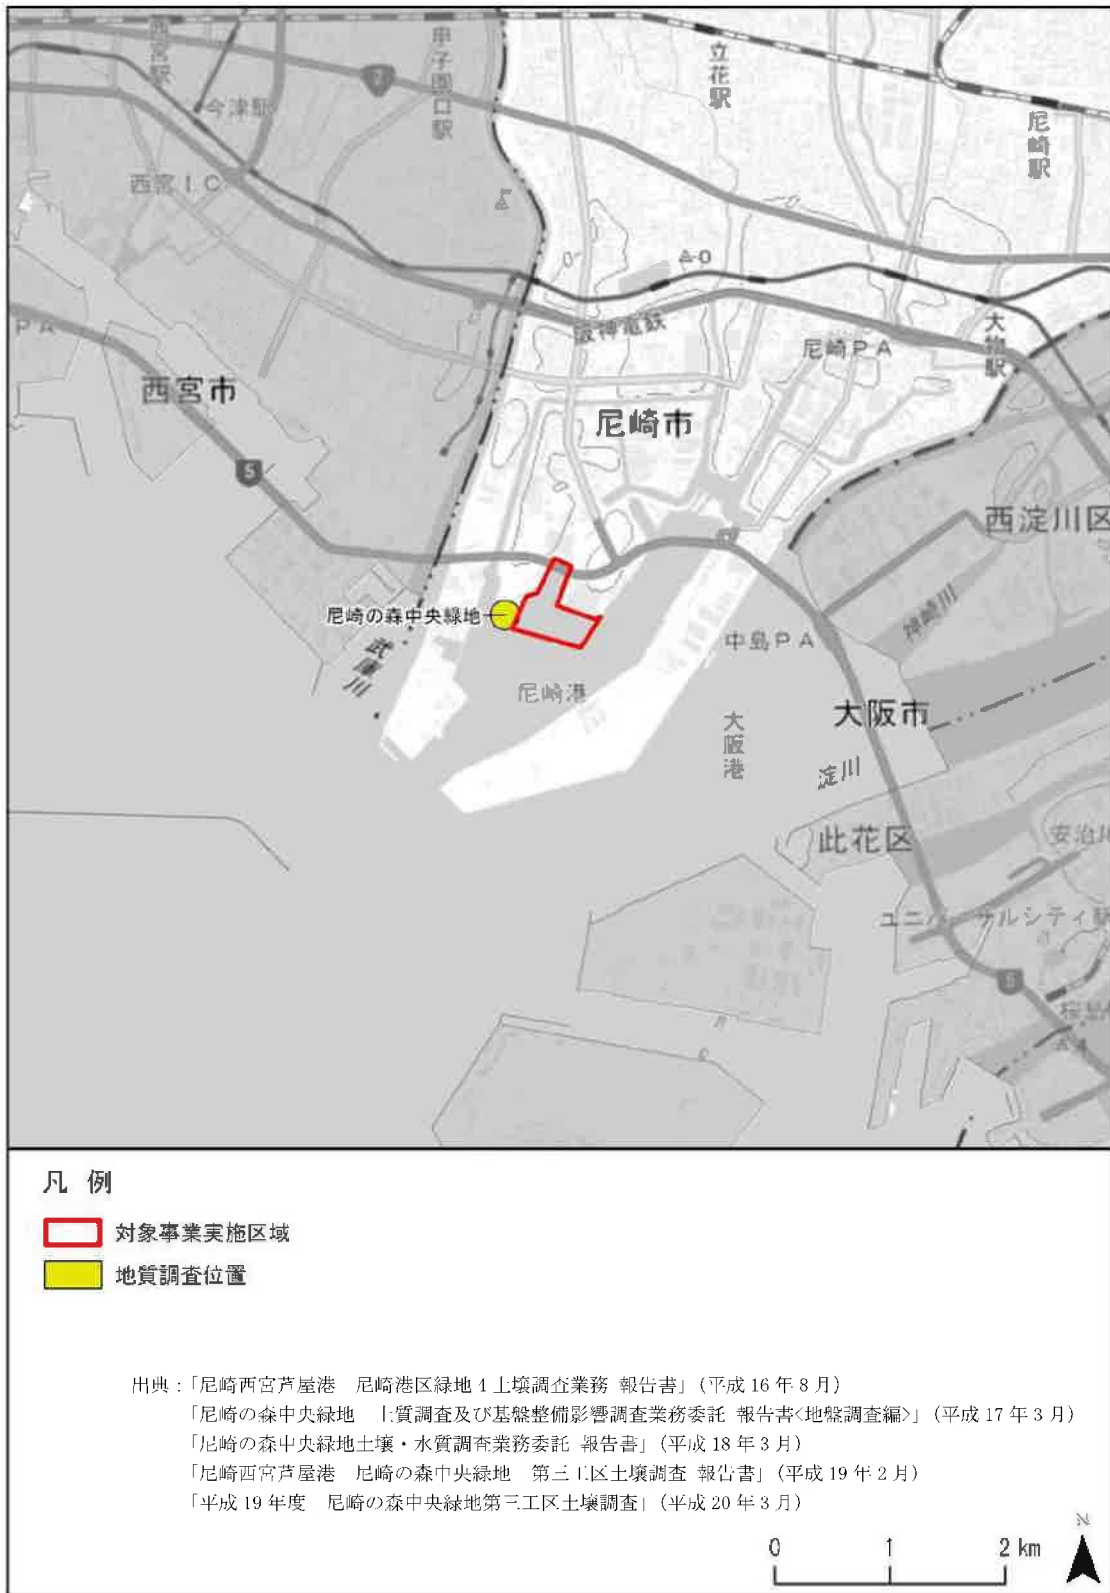 西宮駅
甲子園口駅
立花駅
2
今津駅
尼崎駅
西宮IC
阪神電鉄
尼崎PA
大物駅
PA
西宮市
尼崎市
5
西淀川区
尼崎の森中央緑地
神崎川
中島PA
武庫川
尼崎港
大阪港
大阪市
淀川
此花区
安治川
5
凡 例
対象事業実施区域
地質調査位置
出典：「尼崎西宮芦屋港 尼崎港区緑地4土壌調査業務 報告書」（平成16年8月）
「尼崎の森中央緑地 土質調査及び基盤整備影響調査業務委託 報告書<地盤調査編>」（平成17年3月）
「尼崎の森中央緑地土壌・水質調査業務委託 報告書」（平成18年3月）
「尼崎西宮芦屋港 尼崎の森中央緑地 第三工区土壌調査 報告書」（平成19年2月）
「平成19年度 尼崎の森中央緑地第三工区土壌調査」（平成20年3月）
N
0 1 2 km